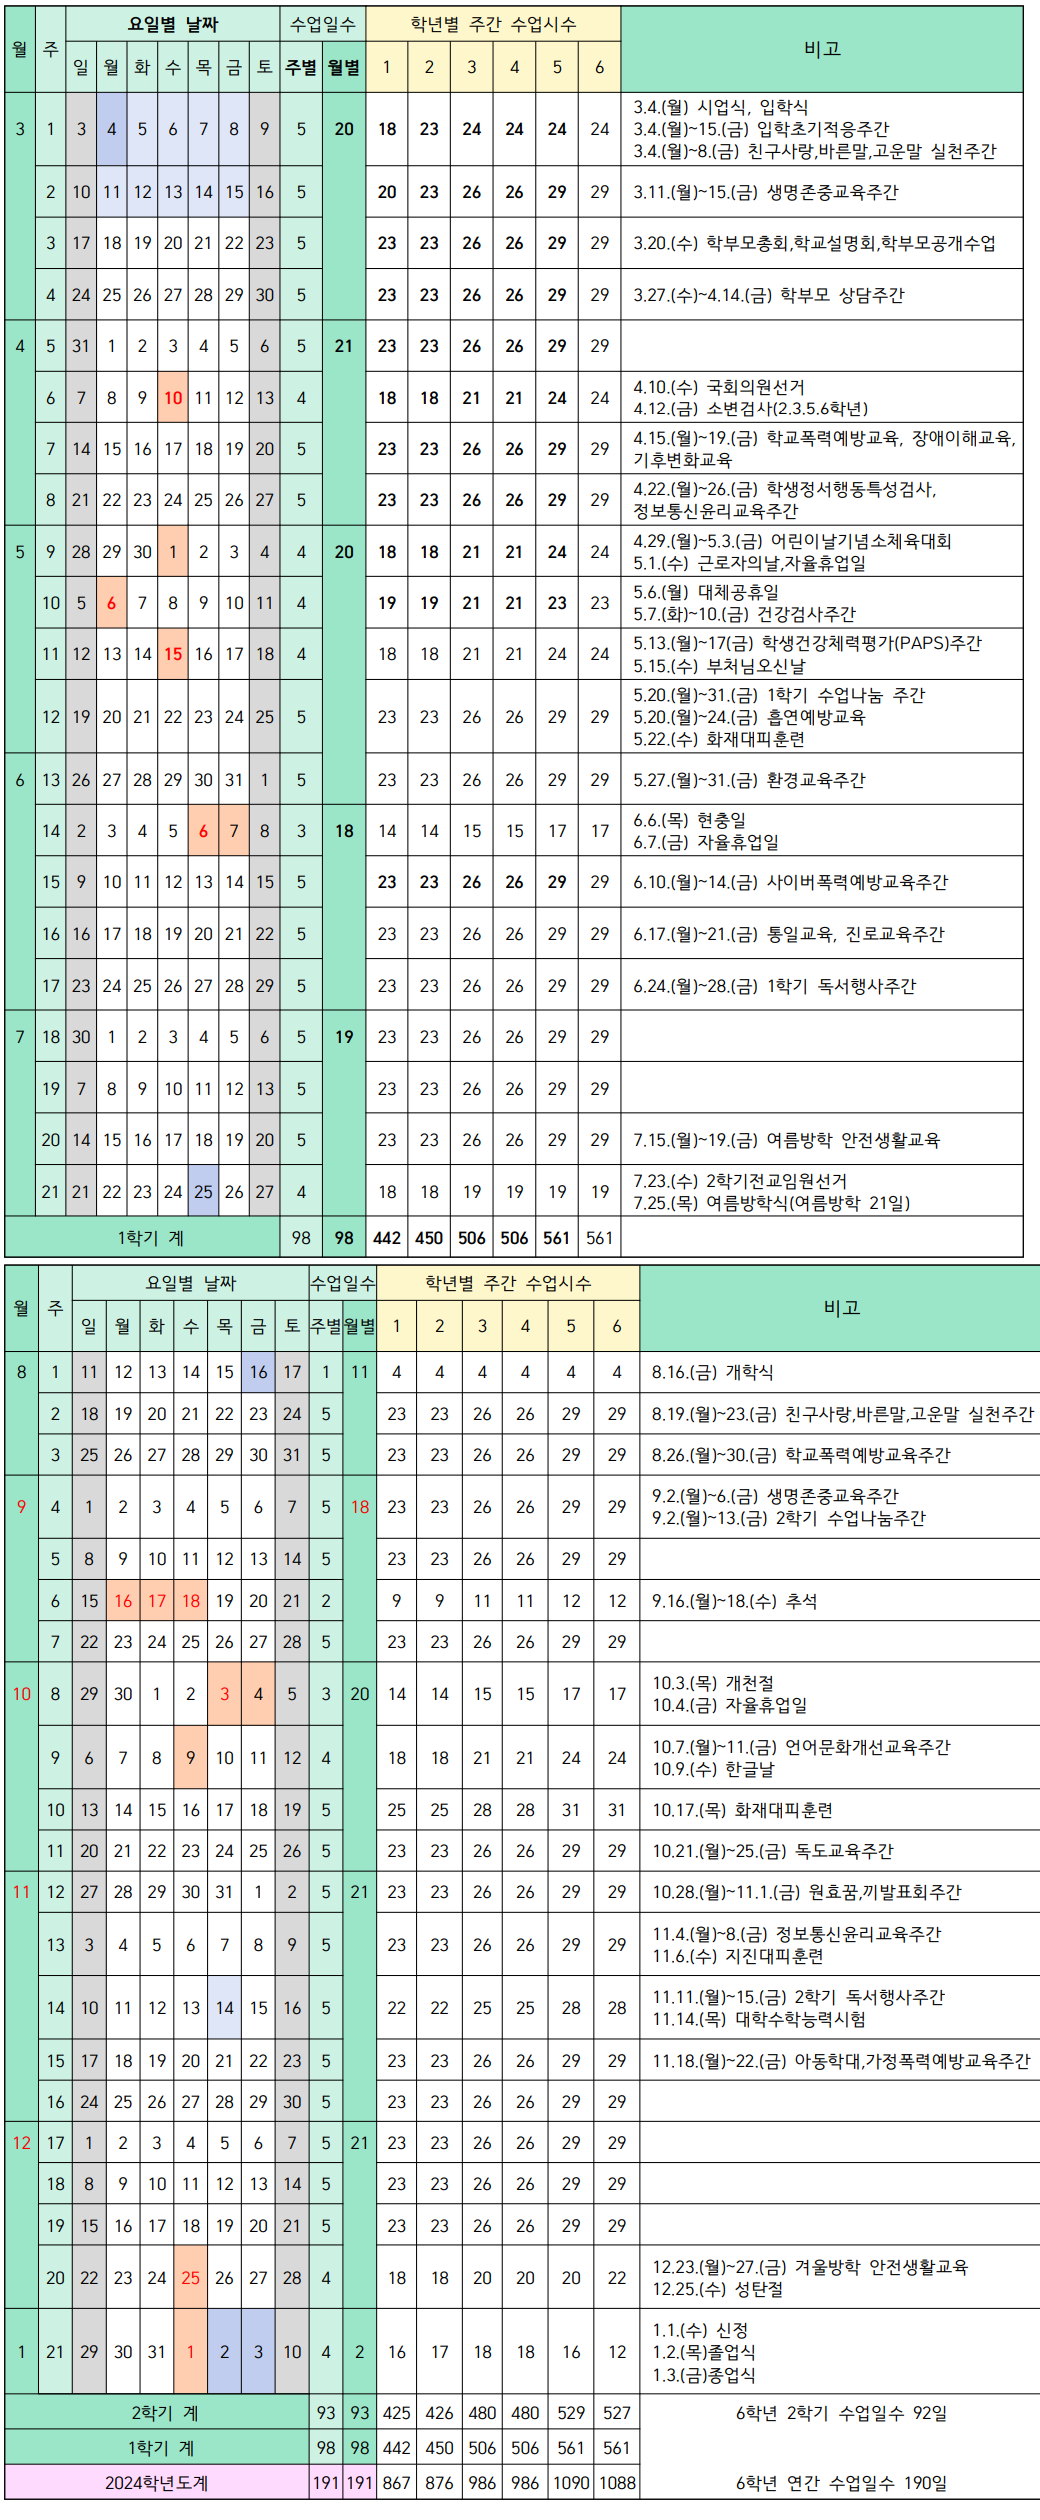 월 주 요일별 날짜 수업일수 학년별 주간 수업시수 비고
일 월 화 수 목 금 토 주별 월별 1 2 3 4 5 6
3 1 3 4 5 6 7 8 9 5 20 18 23 24 24 24 24 3.4.(월) 시업식, 입학식
3.4.(월)~15.(금) 입학초기적응주간
3.4.(월)~8.(금) 친구사랑,바른말,고운말 실천주간
2 10 11 12 13 14 15 16 5 20 23 26 26 29 29 3.11.(월)~15.(금) 생명존중교육주간
3 17 18 19 20 21 22 23 5 23 23 26 26 29 29 3.20.(수) 학부모총회,학교설명회,학부모공개수업
4 24 25 26 27 28 29 30 5 23 23 26 26 29 29 3.27.(수)~4.14.(금) 학부모 상담주간
4 5 31 1 2 3 4 5 6 5 21 23 23 26 26 29 29
6 7 8 9 10 11 12 13 4 18 18 21 21 24 24 4.10.(수) 국회의원선거
4.12.(금) 소변검사(2.3.5.6학년)
7 14 15 16 17 18 19 20 5 23 23 26 26 29 29 4.15.(월)~19.(금) 학교폭력예방교육, 장애이해교육,
기후변화교육
8 21 22 23 24 25 26 27 5 23 23 26 26 29 29 4.22.(월)~26.(금) 학생정서행동특성검사,
정보통신윤리교육주간
5 9 28 29 30 1 2 3 4 4 20 18 18 21 21 24 24 4.29.(월)~5.3.(금) 어린이날기념소체육대회
5.1.(수) 근로자의날,자율휴업일
10 5 6 7 8 9 10 11 4 19 19 21 21 23 23 5.6.(월) 대체공휴일
5.7.(화)~10.(금) 건강검사주간
11 12 13 14 15 16 17 18 4 18 18 21 21 24 24 5.13.(월)~17(금) 학생건강체력평가(PAPS)주간
5.15.(수) 부처님오신날
12 19 20 21 22 23 24 25 5 23 23 26 26 29 29 5.20.(월)~31.(금) 1학기 수업나눔 주간
5.20.(월)~24.(금) 흡연예방교육
5.22.(수) 화재대피훈련
6 13 26 27 28 29 30 31 1 5 23 23 26 26 29 29 5.27.(월)~31.(금) 환경교육주간
14 2 3 4 5 6 7 8 3 18 14 14 15 15 17 17 6.6.(목) 현충일
6.7.(금) 자율휴업일
15 9 10 11 12 13 14 15 5 23 23 26 26 29 29 6.10.(월)~14.(금) 사이버폭력예방교육주간
16 16 17 18 19 20 21 22 5 23 23 26 26 29 29 6.17.(월)~21.(금) 통일교육, 진로교육주간
17 23 24 25 26 27 28 29 5 23 23 26 26 29 29 6.24.(월)~28.(금) 1학기 독서행사주간
7 18 30 1 2 3 4 5 6 5 19 23 23 26 26 29 29
19 7 8 9 10 11 12 13 5 23 23 26 26 29 29
20 14 15 16 17 18 19 20 5 23 23 26 26 29 29 7.15.(월)~19.(금) 여름방학 안전생활교육
21 21 22 23 24 25 26 27 4 18 18 19 19 19 19 7.23.(수) 2학기전교임원선거
7.25.(목) 여름방학식(여름방학 21일)
1학기 계 98 98 442 450 506 506 561 561
월 주 요일별 날짜 수업일수 학년별 주간 수업시수 비고
일 월 화 수 목 금 토 주별 월별 1 2 3 4 5 6
8 1 11 12 13 14 15 16 17 1 11 4 4 4 4 4 4 8.16.(금) 개학식
2 18 19 20 21 22 23 24 5 23 23 26 26 29 29 8.19.(월)~23.(금) 친구사랑,바른말,고운말 실천주간
3 25 26 27 28 29 30 31 5 23 23 26 26 29 29 8.26.(월)~30.(금) 학교폭력예방교육주간
9 4 1 2 3 4 5 6 7 5 18 23 23 26 26 29 29 9.2.(월)~6.(금) 생명존중교육주간
9.2.(월)~13.(금) 2학기 수업나눔주간
5 8 9 10 11 12 13 14 5 23 23 26 26 29 29
6 15 16 17 18 19 20 21 2 9 9 11 11 12 12 9.16.(월)~18.(수) 추석
7 22 23 24 25 26 27 28 5 23 23 26 26 29 29
10 8 29 30 1 2 3 4 5 3 20 14 14 15 15 17 17 10.3.(목) 개천절
10.4.(금) 자율휴업일
9 6 7 8 9 10 11 12 4 18 18 21 21 24 24 10.7.(월)~11.(금) 언어문화개선교육주간
10.9.(수) 한글날
10 13 14 15 16 17 18 19 5 25 25 28 28 31 31 10.17.(목) 화재대피훈련
11 20 21 22 23 24 25 26 5 23 23 26 26 29 29 10.21.(월)~25.(금) 독도교육주간
11 12 27 28 29 30 31 1 2 5 21 23 23 26 26 29 29 10.28.(월)~11.1.(금) 원효꿈,끼발표회주간
13 3 4 5 6 7 8 9 5 23 23 26 26 29 29 11.4.(월)~8.(금) 정보통신윤리교육주간
11.6.(수) 지진대피훈련
14 10 11 12 13 14 15 16 5 22 22 25 25 28 28 11.11.(월)~15.(금) 2학기 독서행사주간
11.14.(목) 대학수학능력시험
15 17 18 19 20 21 22 23 5 23 23 26 26 29 29 11.18.(월)~22.(금) 아동학대,가정폭력예방교육주간
16 24 25 26 27 28 29 30 5 23 23 26 26 29 29
12 17 1 2 3 4 5 6 7 5 21 23 23 26 26 29 29
18 8 9 10 11 12 13 14 5 23 23 26 26 29 29
19 15 16 17 18 19 20 21 5 23 23 26 26 29 29
20 22 23 24 25 26 27 28 4 18 18 20 20 20 22 12.23.(월)~27.(금) 겨울방학 안전생활교육
12.25.(수) 성탄절
1 21 29 30 31 1 2 3 10 4 2 16 17 18 18 16 12 1.1.(수) 신정
1.2.(목)졸업식
1.3.(금)종업식
2학기 계 93 93 425 426 480 480 529 527 6학년 2학기 수업일수 92일
1학기 계 98 98 442 450 506 506 561 561
2024학년도계 191 191 867 876 986 986 1090 1088 6학년 연간 수업일수 190일